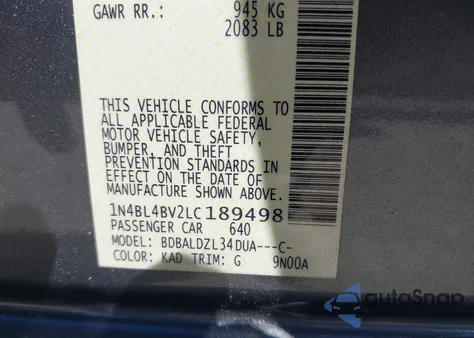 GAWR RR.: 945 KG
2083 LB
THIS VEHICLE CONFORMS TO
ALL APPLICABLE FEDERAL
MOTOR VEHICLE SAFETY,
BUMPER, AND THEFT
PREVENTION STANDARDS IN
EFFECT ON THE DATE OF
MANUFACTURE SHOWN ABOVE.
1N4BL4BV2LC189498
PASSENGER CAR 640
MODEL: BDBALDZL34DUA---C-
COLOR: KAD TRIM: G 9N00A
autoSnap